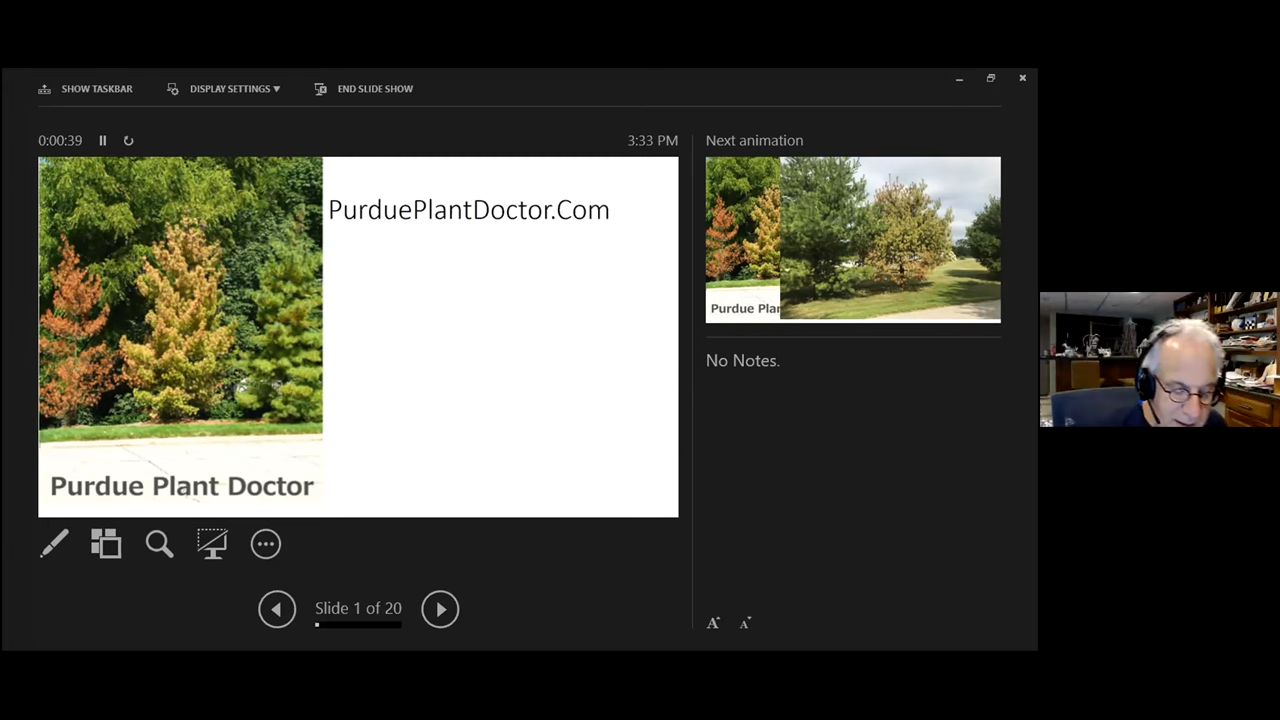 SHOW TASKBAR
DISPLAY SETTINGS ▼
END SLIDE SHOW
0:00:39
3:33 PM
Next animation
PurduePlantDoctor.Com
Purdue Plant Doctor
Purdue Plan
No Notes.
Slide 1 of 20
A
A